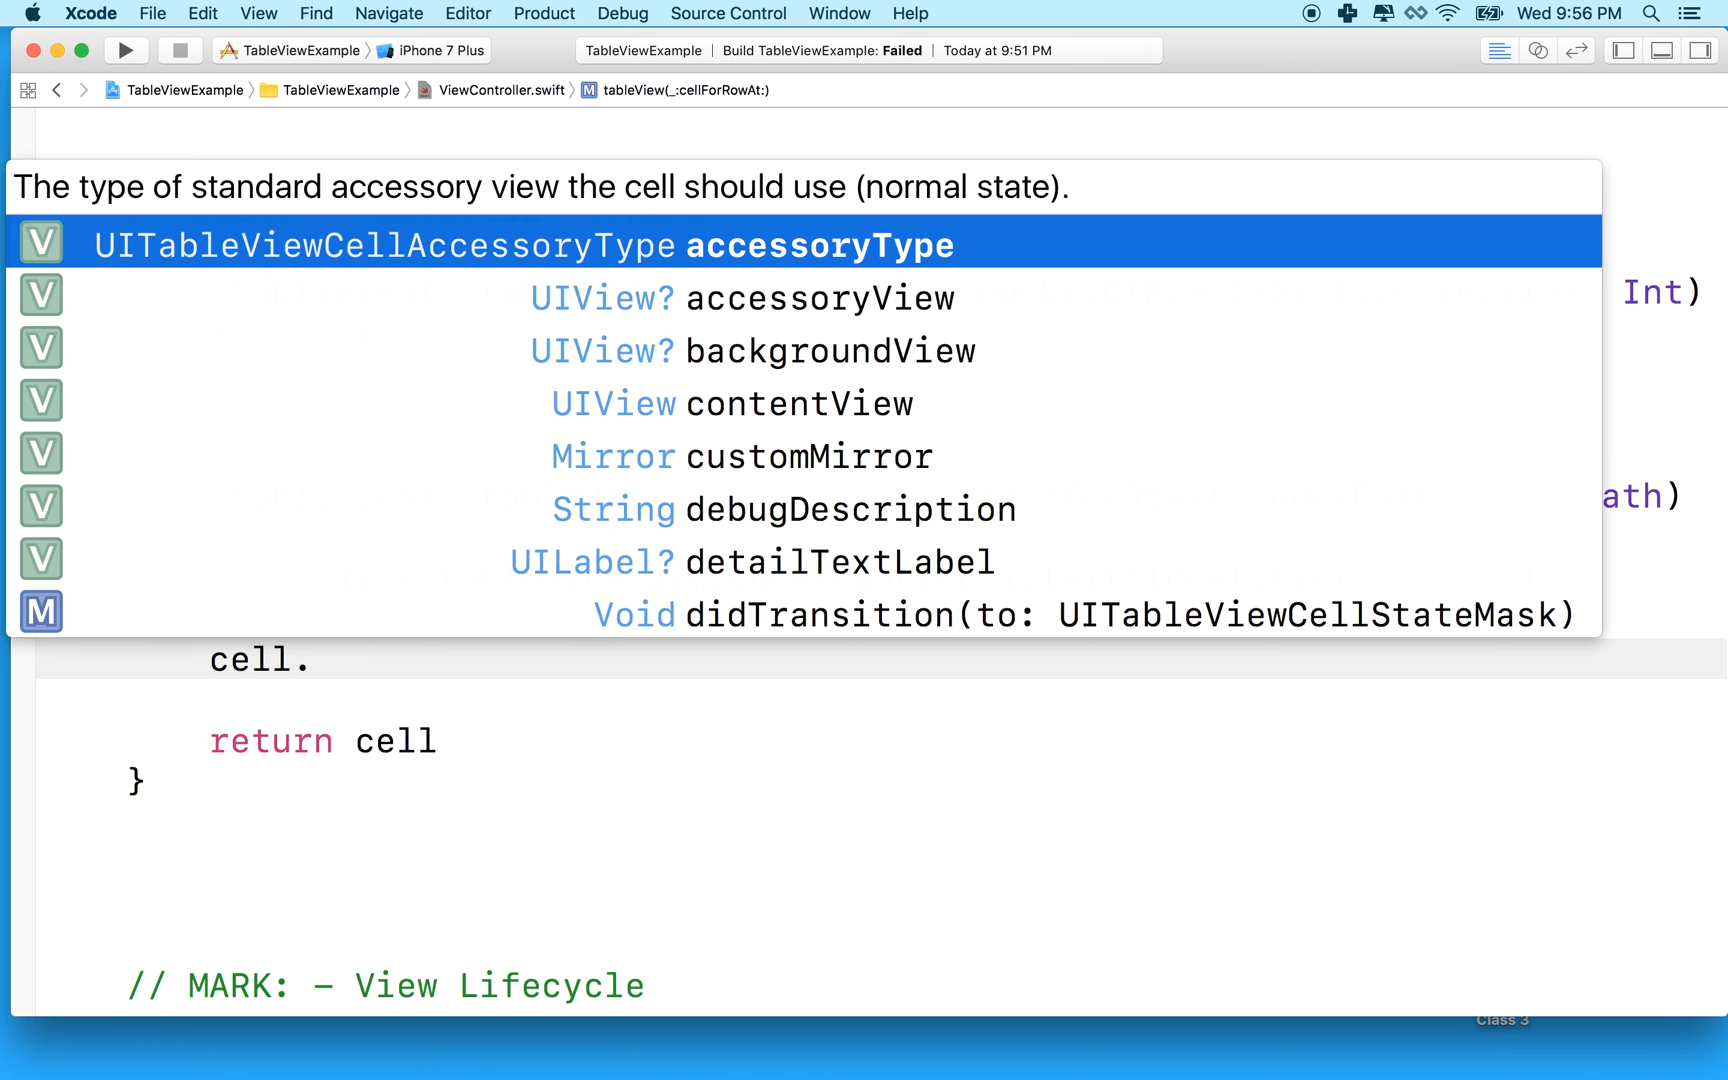 Xcode File Edit View Find Navigate Editor Product Debug Source Control Window Help Wed 9:56 PM
TableViewExample iPhone 7 Plus TableViewExample | Build TableViewExample: Failed | Today at 9:51 PM
TableViewExample TableViewExample ViewController.swift M tableView(_:cellForRowAt:)
The type of standard accessory view the cell should use (normal state).
V UITableViewCellAccessoryType accessoryType
V UIView? accessoryView Int)
V UIView? backgroundView
V UIView contentView
V Mirror customMirror
V String debugDescription ath)
V UILabel? detailTextLabel
M Void didTransition(to: UITableViewCellStateMask)
cell.
return cell
}
// MARK: – View Lifecycle
Class 3